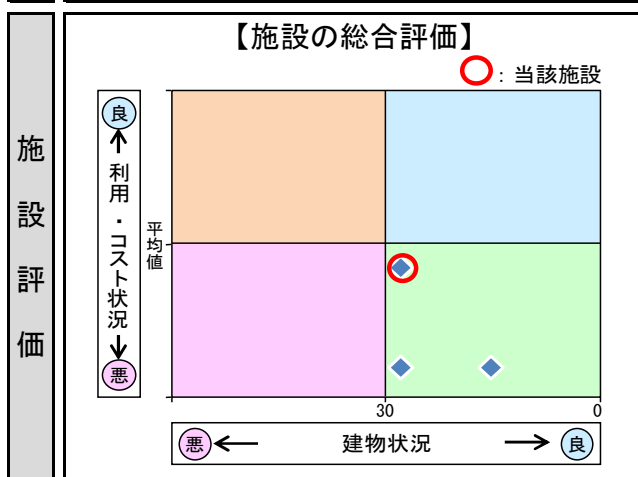 施設評価
【施設の総合評価】
：当該施設
良
利用・コスト状況
悪
平均値
30
0
悪
建物状況
良